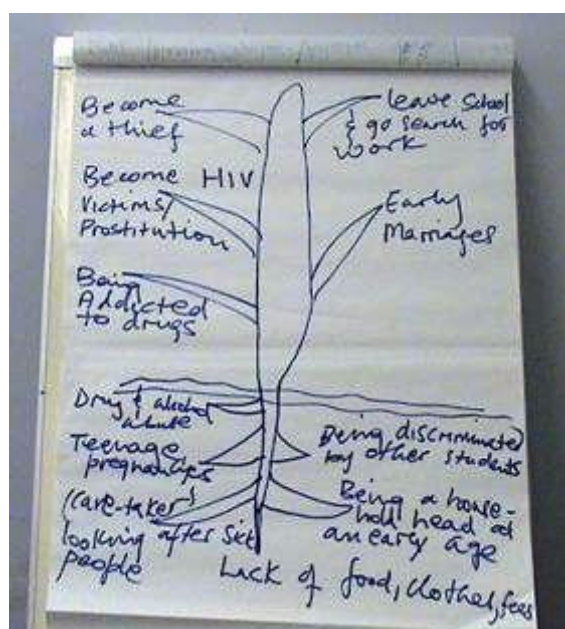 Become
a thief
leave School
& go search for
work
Become
Victims/
Prostitution
HIV
Early
Marriages
Being
Addicted
to drugs
Drug & alcohol
abuse
Teenage
pregnancies
Being discriminated
by other students
(care-taker)
looking after sick
people
Being a house-
hold head at
an early age
Lack of food, clothes, fees